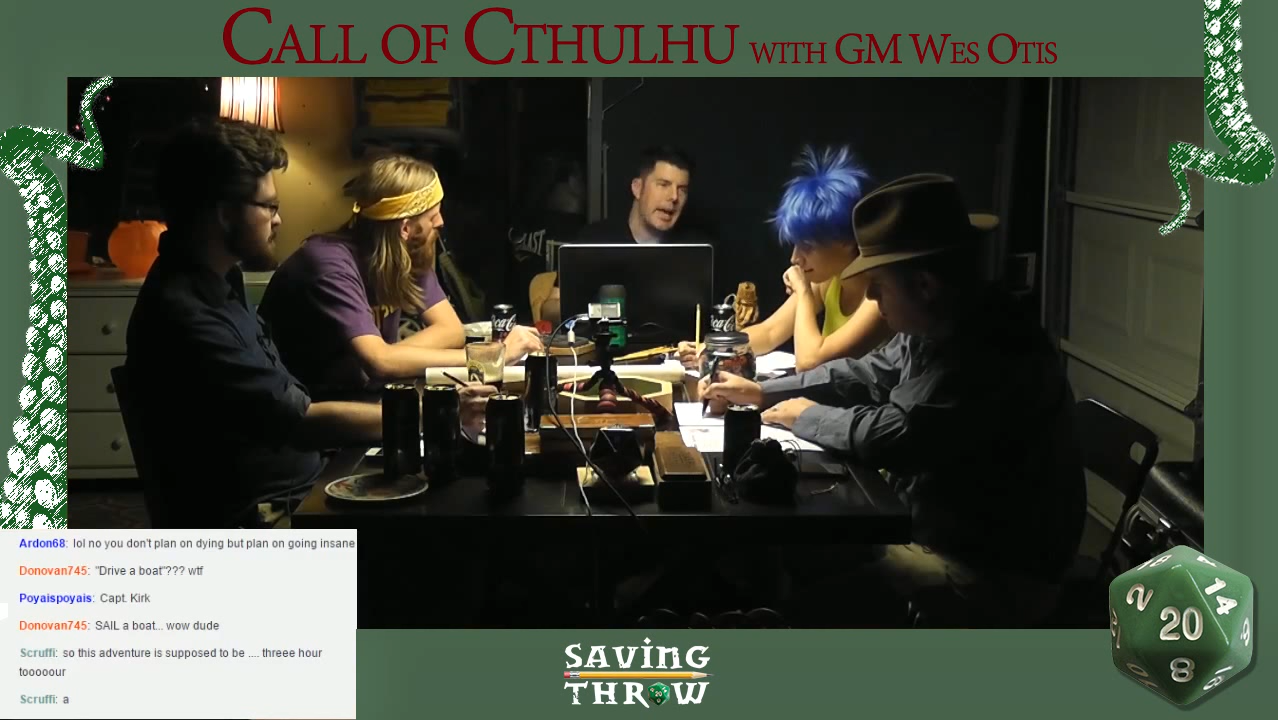 CALL OF CTHULHU WITH GM WES OTIS
Ardon68: lol no you don't plan on dying but plan on going insane
Donovan745: "Drive a boat"??? wtf
Poyaispoyais: Capt. Kirk
Donovan745: SAIL a boat... wow dude
Scruffi: so this adventure is supposed to be .... threee hour
tooooour
Scruffi: a
SAVING
THROW
20
2
14
8